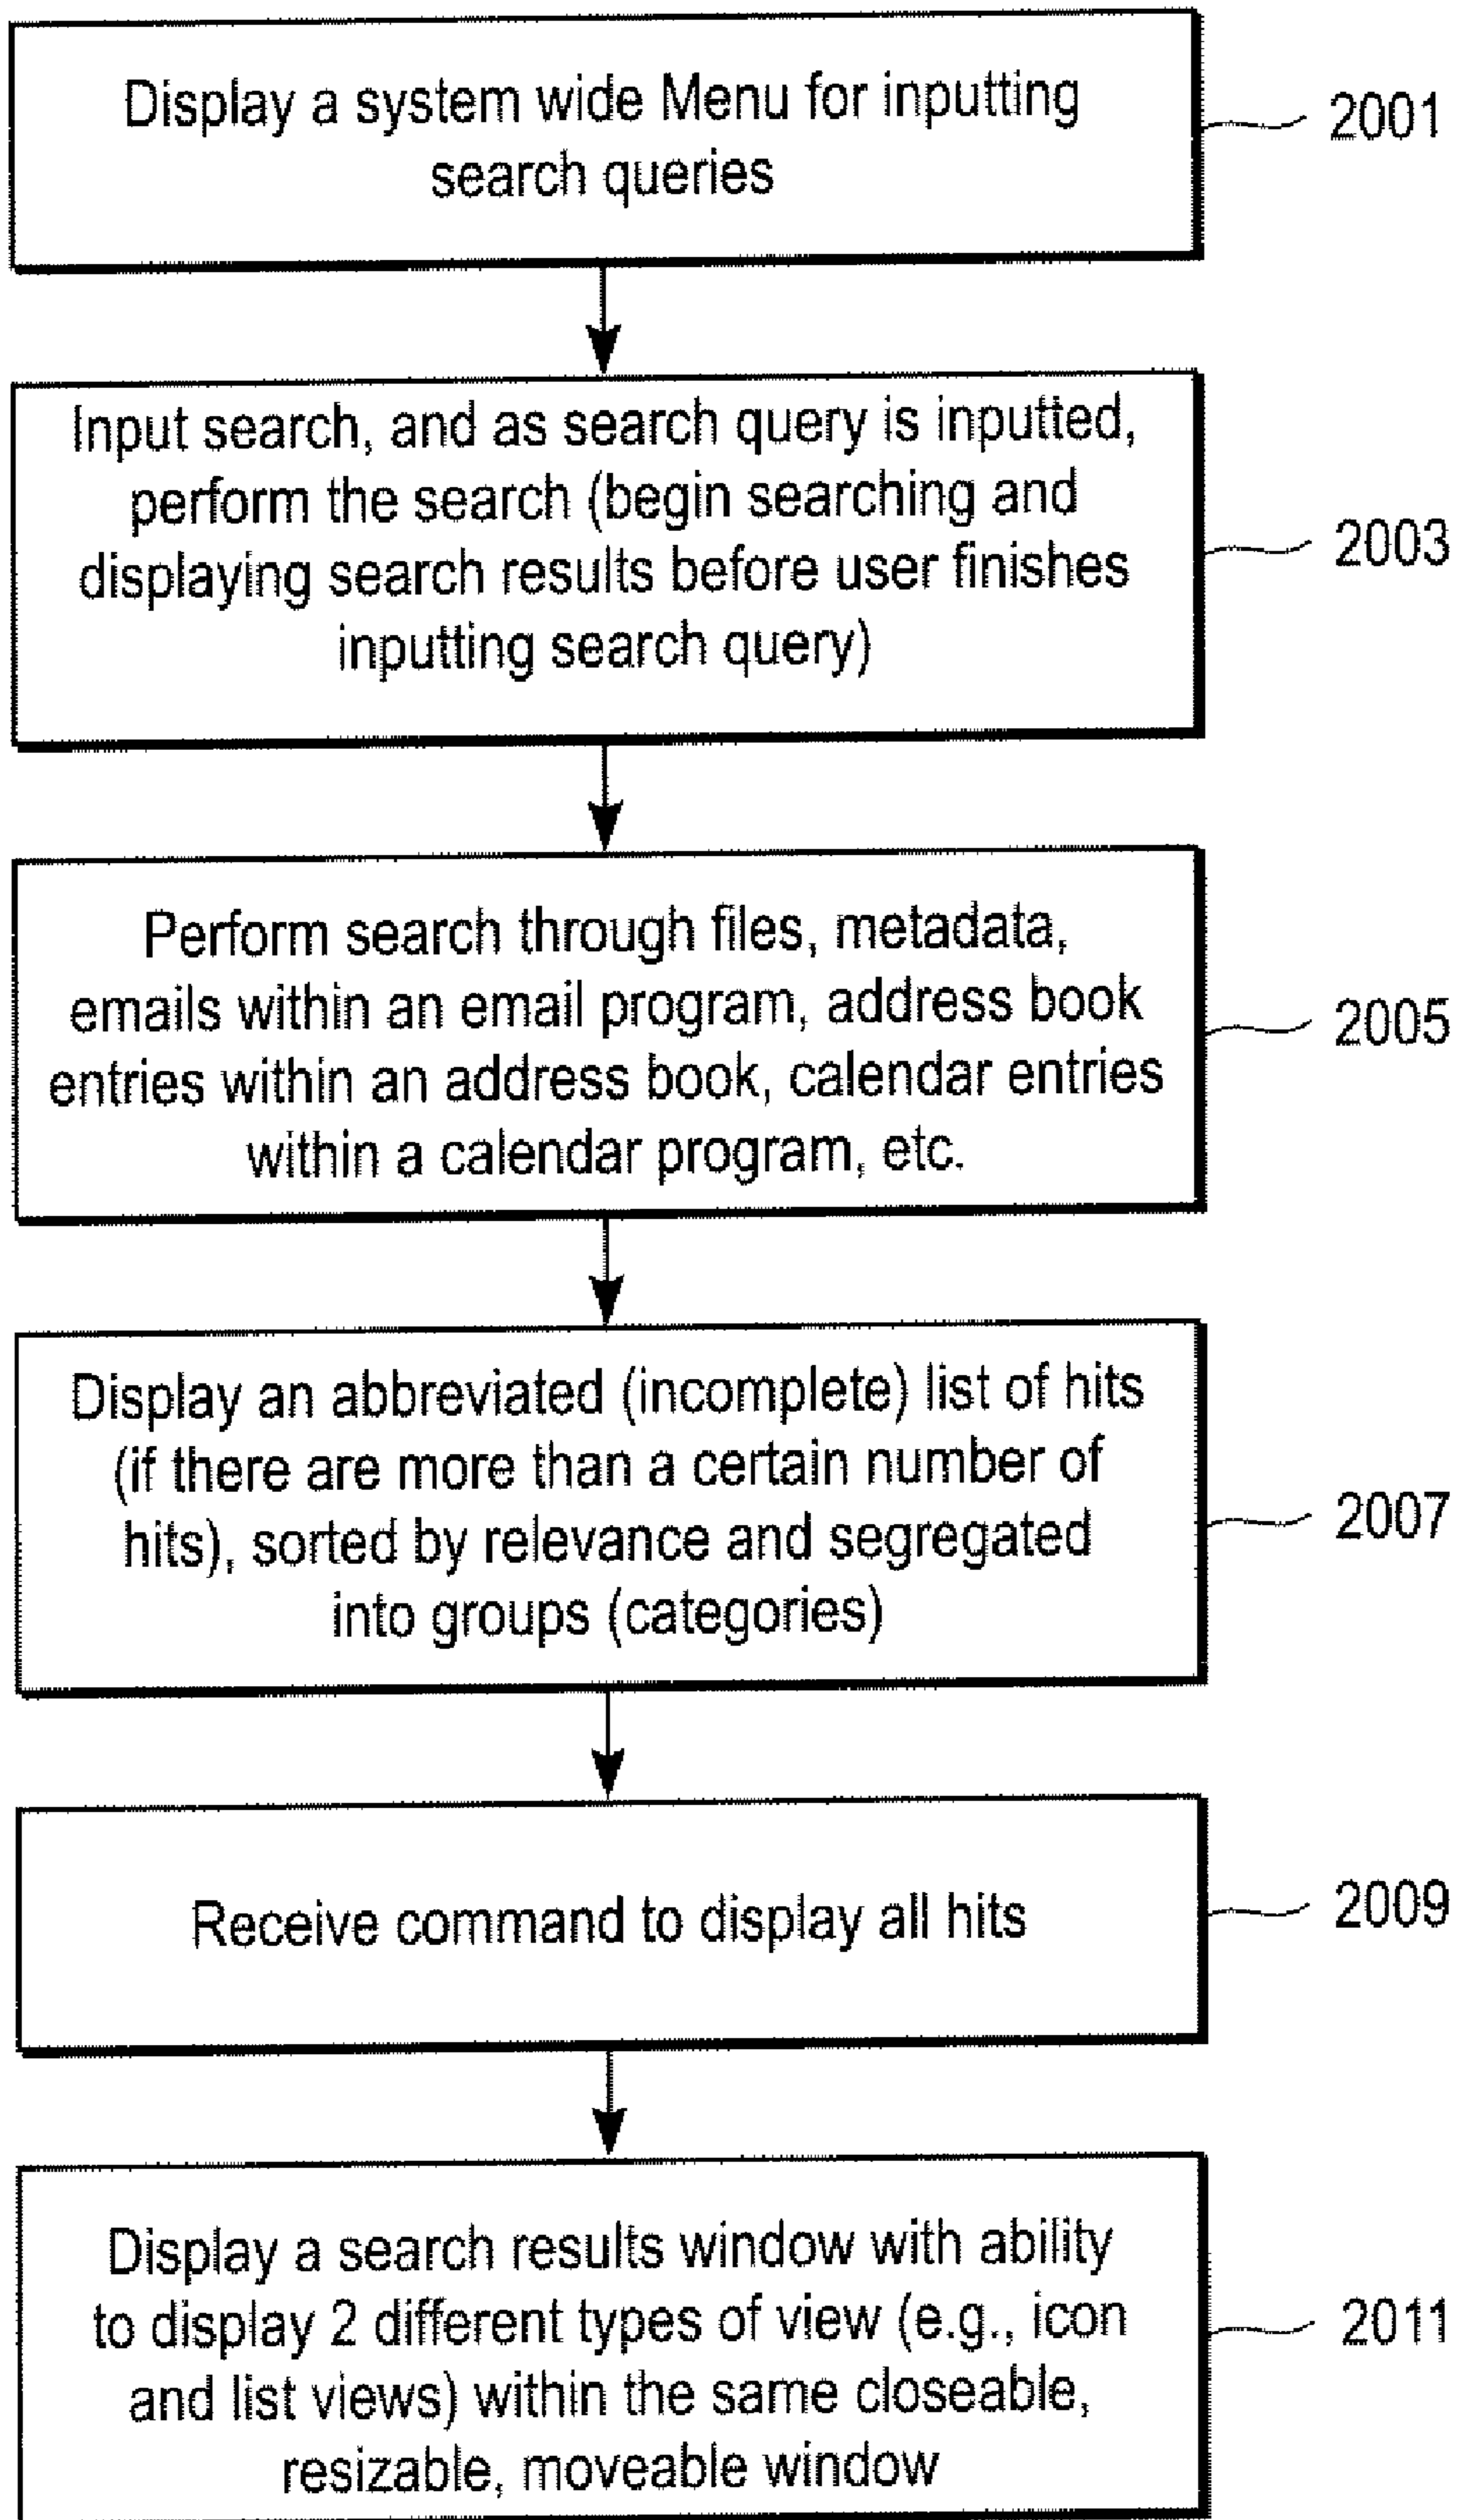 Display a system wide Menu for inputting
search queries
2001
Input search, and as search query is inputted,
perform the search (begin searching and
displaying search results before user finishes
inputting search query)
2003
Perform search through files, metadata,
emails within an email program, address book
entries within an address book, calendar entries
within a calendar program, etc.
2005
Display an abbreviated (incomplete) list of hits
(if there are more than a certain number of
hits), sorted by relevance and segregated
into groups (categories)
2007
Receive command to display all hits
2009
Display a search results window with ability
to display 2 different types of view (e.g., icon
and list views) within the same closeable,
resizable, moveable window
2011